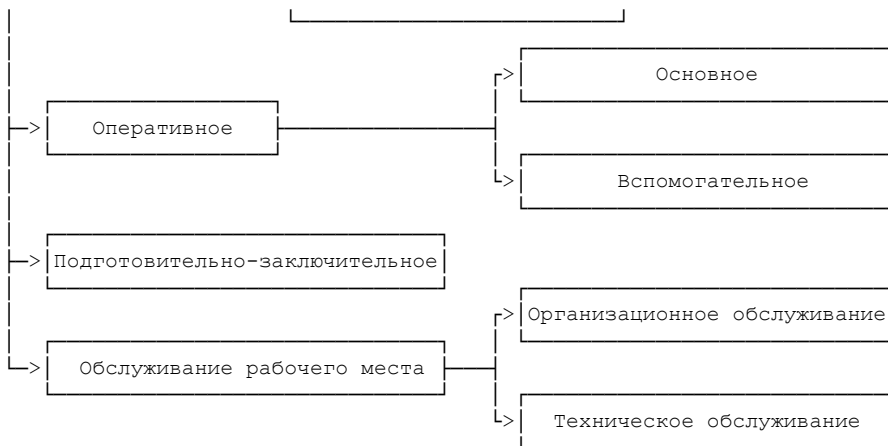 Основное
Оперативное
Вспомогательное
Подготовительно-заключительное
Организационное обслуживание
Обслуживание рабочего места
Техническое обслуживание